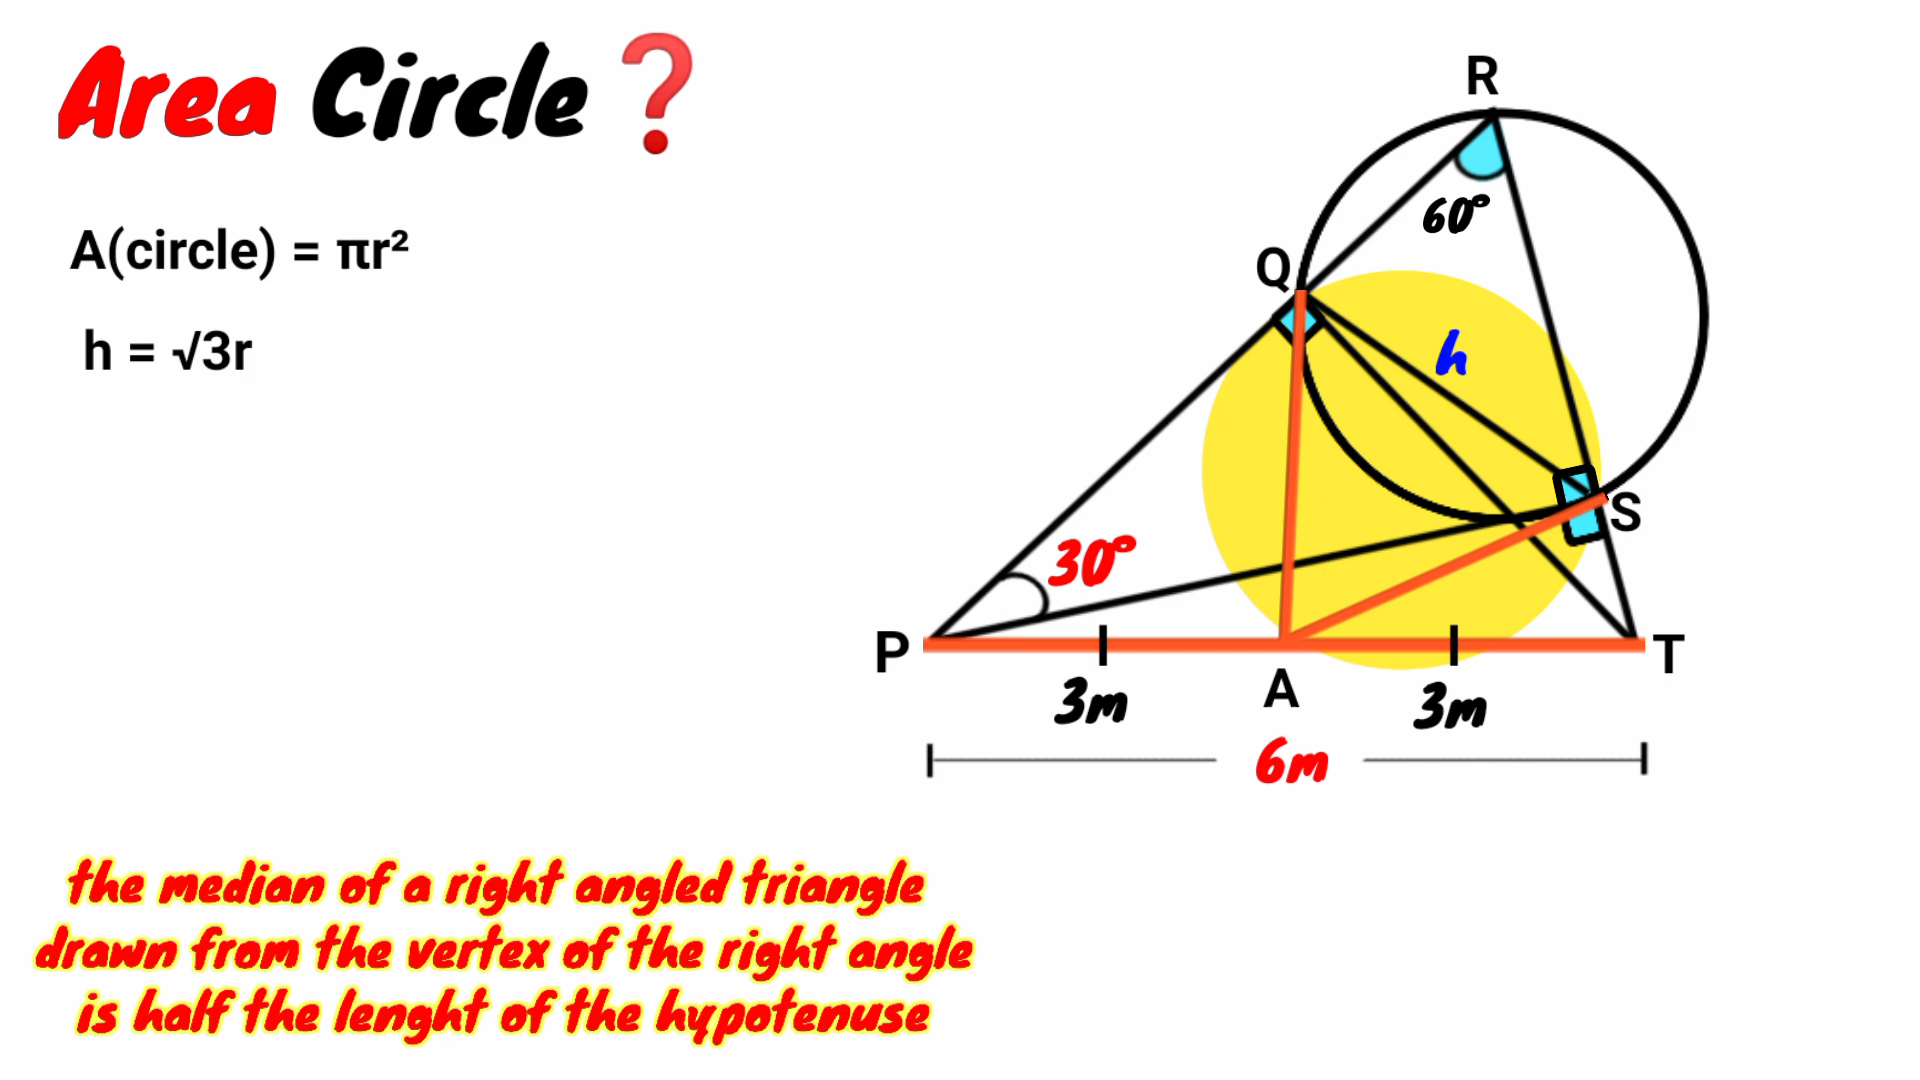 Area Circle ❓
A(circle) = πr²
h = √3r
R
60°
Q
h
S
30°
P
T
A
3m
3m
6m
the median of a right angled triangle
drawn from the vertex of the right angle
is half the lenght of the hypotenuse